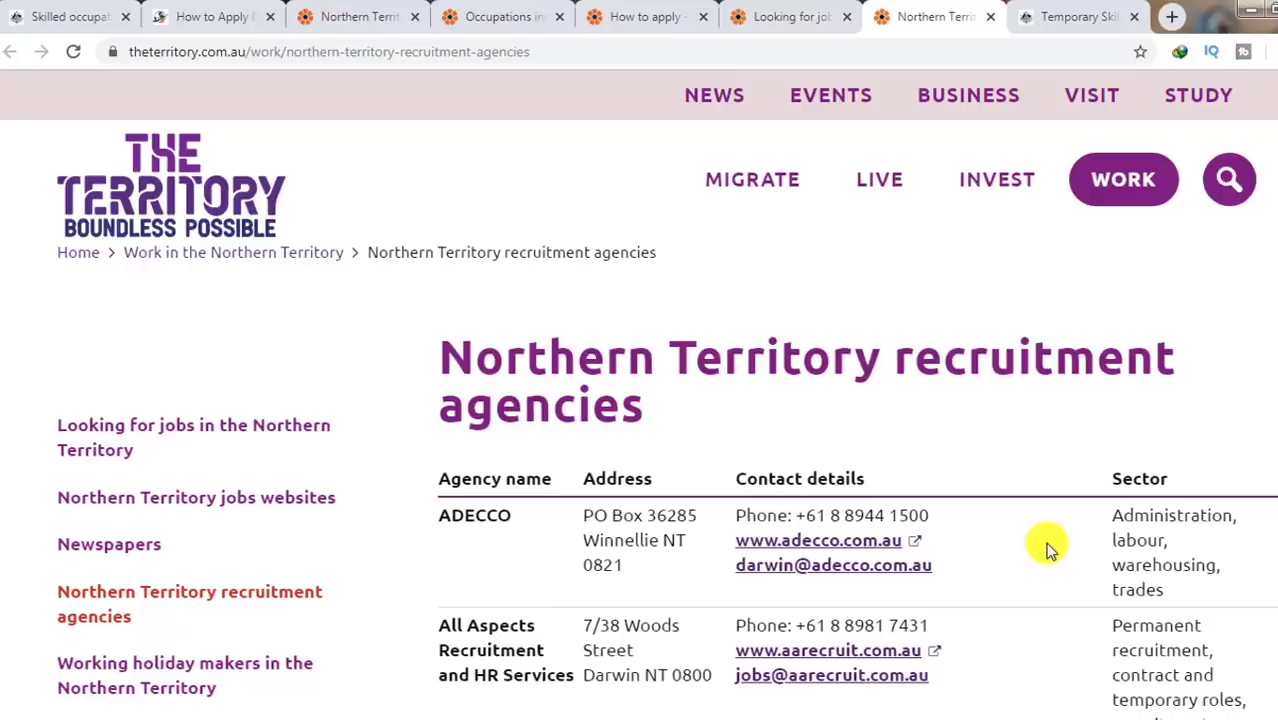 Skilled occupat
How to Apply
Northern Territ
Occupations in
How to apply -
Looking for job
Northern Territ
Temporary Skil
theterritory.com.au/work/northern-territory-recruitment-agencies
IQ
NEWS EVENTS BUSINESS VISIT STUDY
THE
TERRITORY
BOUNDLESS POSSIBLE
MIGRATE LIVE INVEST WORK
Home > Work in the Northern Territory > Northern Territory recruitment agencies
Northern Territory recruitment
agencies
Looking for jobs in the Northern
Territory
Northern Territory jobs websites
Newspapers
Northern Territory recruitment
agencies
Working holiday makers in the
Northern Territory
Agency name Address Contact details Sector
ADECCO PO Box 36285 Phone: +61 8 8944 1500 Administration,
Winnellie NT www.adecco.com.au labour,
0821 darwin@adecco.com.au warehousing,
trades
All Aspects 7/38 Woods Phone: +61 8 8981 7431 Permanent
Recruitment Street www.aarecruit.com.au recruitment,
and HR Services Darwin NT 0800 jobs@aarecruit.com.au contract and
temporary roles,